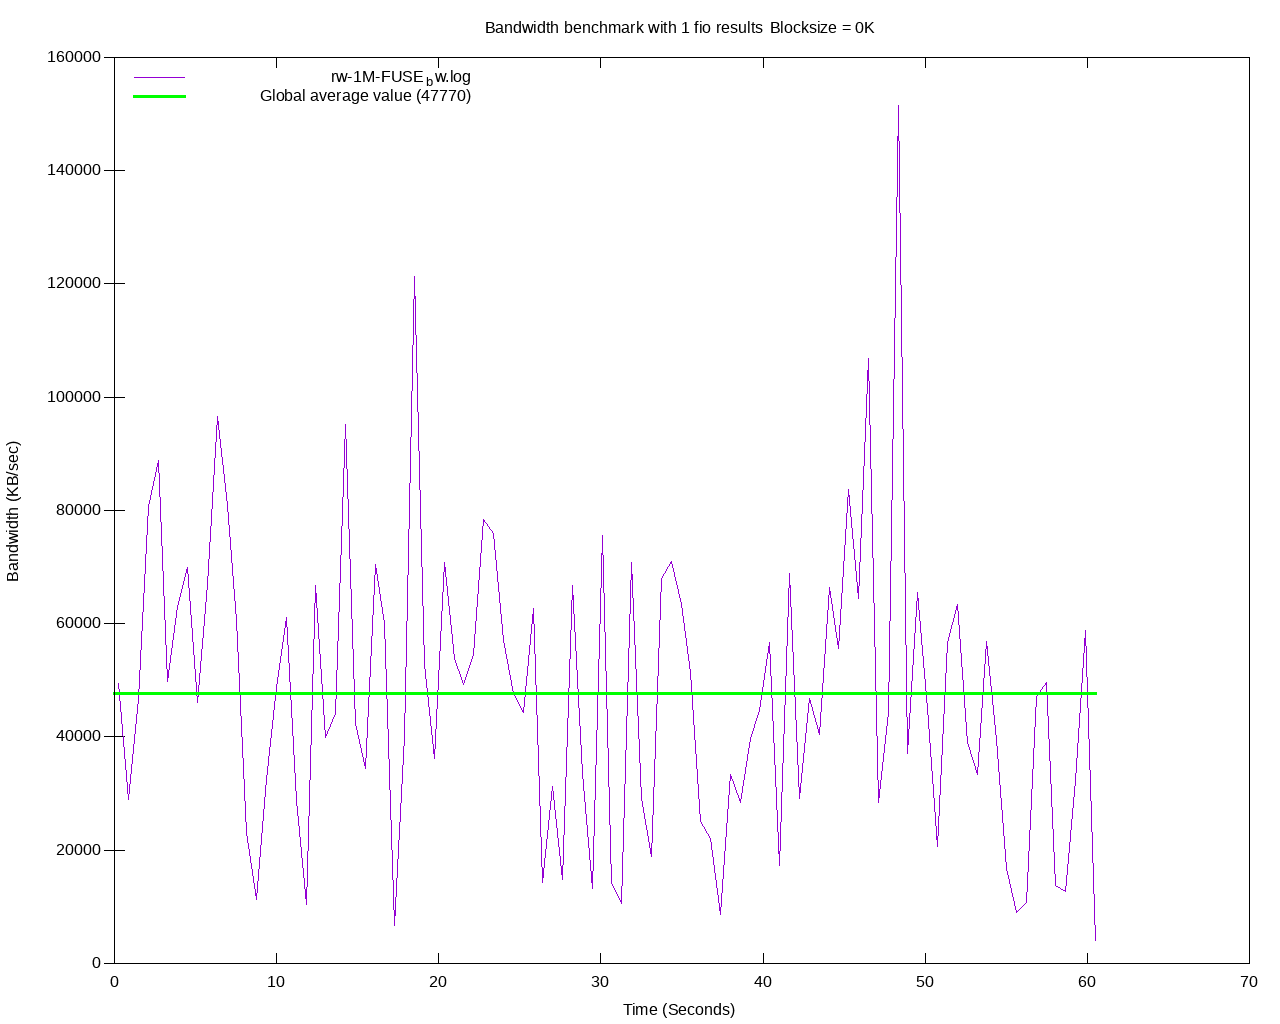 Bandwidth benchmark with 1 fio results Blocksize = 0K
160000
rw-1M-FUSE_bw.log
Global average value (47770)
140000
120000
100000
Bandwidth (KB/sec)
80000
60000
40000
20000
0
0 10 20 30 40 50 60 70
Time (Seconds)